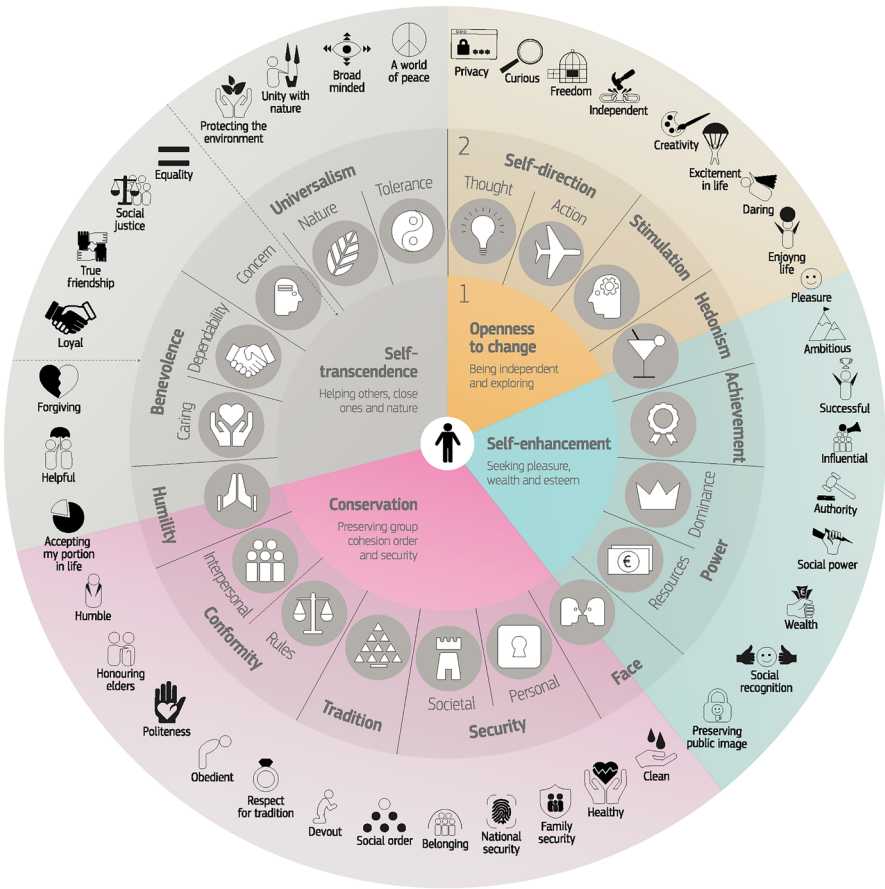 Privacy
***
Curious
Freedom
Independent
Creativity
Excitement
in life
Daring
Enjoyng
life
Pleasure
Ambitious
Successful
Influential
Authority
Social power
€
Wealth
Social
recognition
Preserving
public image
Clean
Healthy
Family
security
National
security
Belonging
Social order
Devout
Respect
for tradition
Obedient
Politeness
Honouring
elders
Humble
Accepting
my portion
in life
Helpful
Forgiving
Loyal
True
friendship
Social
justice
Equality
Protecting the
environment
Unity with
nature
Broad
minded
A world
of peace
2
Self-direction
Thought
Action
Stimulation
Hedonism
Achievement
Power
Dominance
Resources
€
Face
Security
Personal
Societal
Tradition
Conformity
Rules
Interpersonal
Humility
Benevolence
Caring
Dependability
Universalism
Concern
Nature
Tolerance
1
Openness
to change
Being independent
and exploring
Self-enhancement
Seeking pleasure,
wealth and esteem
Conservation
Preserving group
cohesion order
and security
Self-
transcendence
Helping others, close
ones and nature